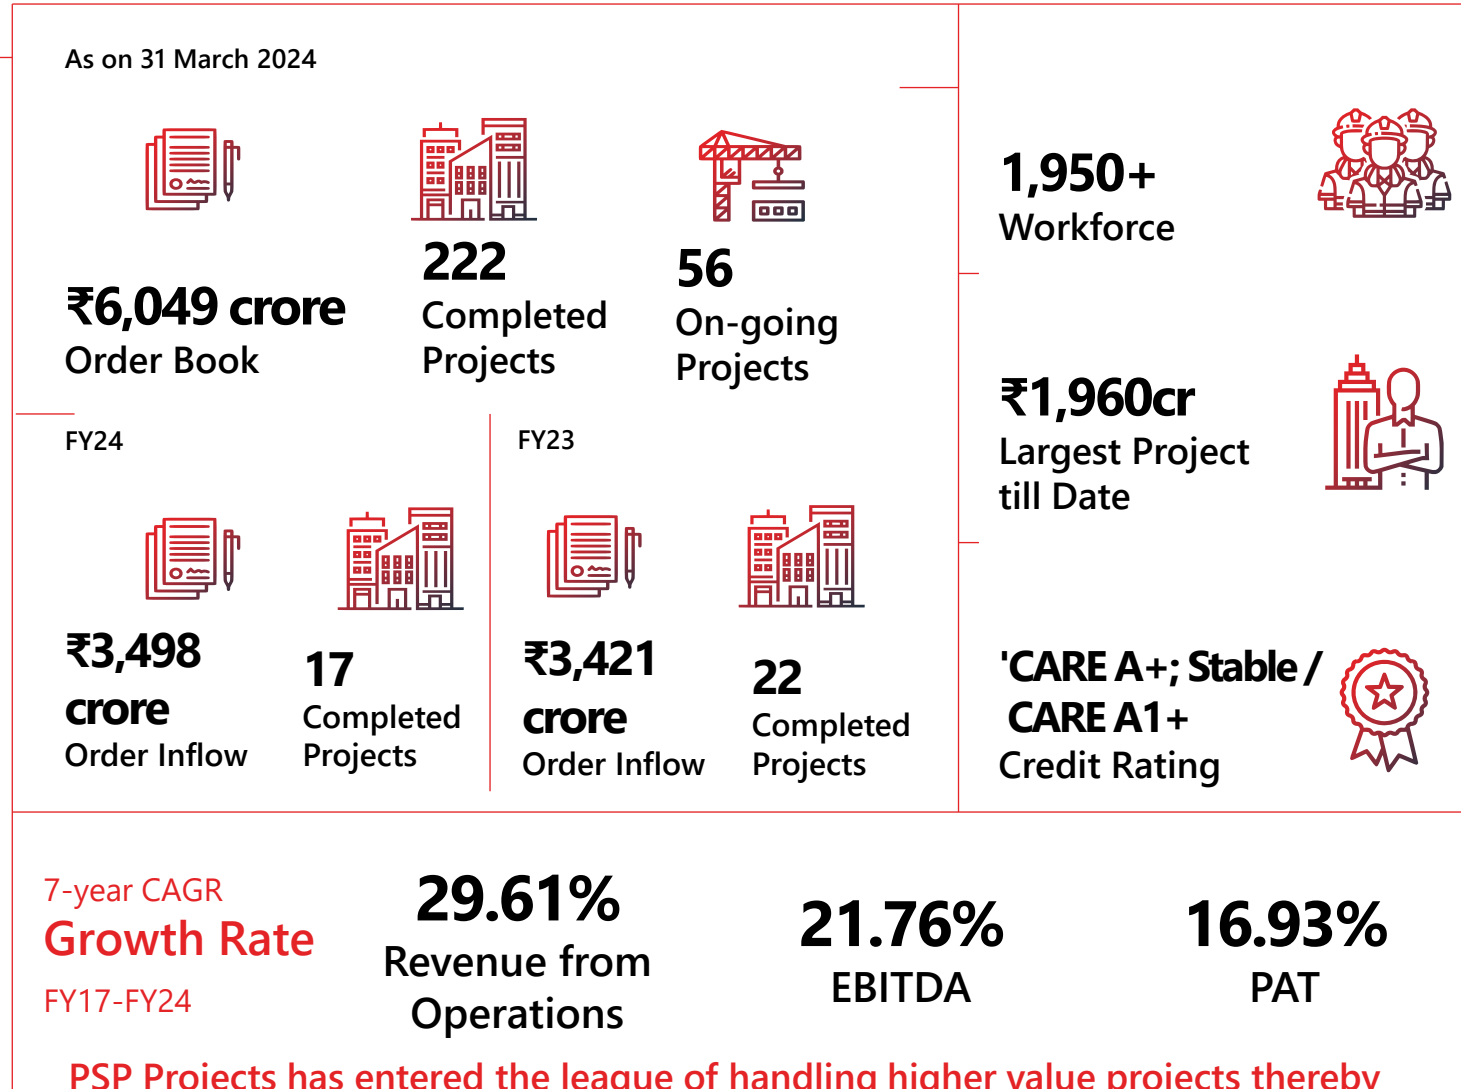 As on 31 March 2024
₹6,049 crore
Order Book
222
Completed
Projects
56
On-going
Projects
FY24
₹3,498
crore
Order Inflow
17
Completed
Projects
FY23
₹3,421
crore
Order Inflow
22
Completed
Projects
1,950+
Workforce
₹1,960cr
Largest Project
till Date
'CARE A+; Stable /
CARE A1+
Credit Rating
7-year CAGR
Growth Rate
FY17-FY24
29.61%
Revenue from
Operations
21.76%
EBITDA
16.93%
PAT
PSP Projects has entered the league of handling higher value projects thereby